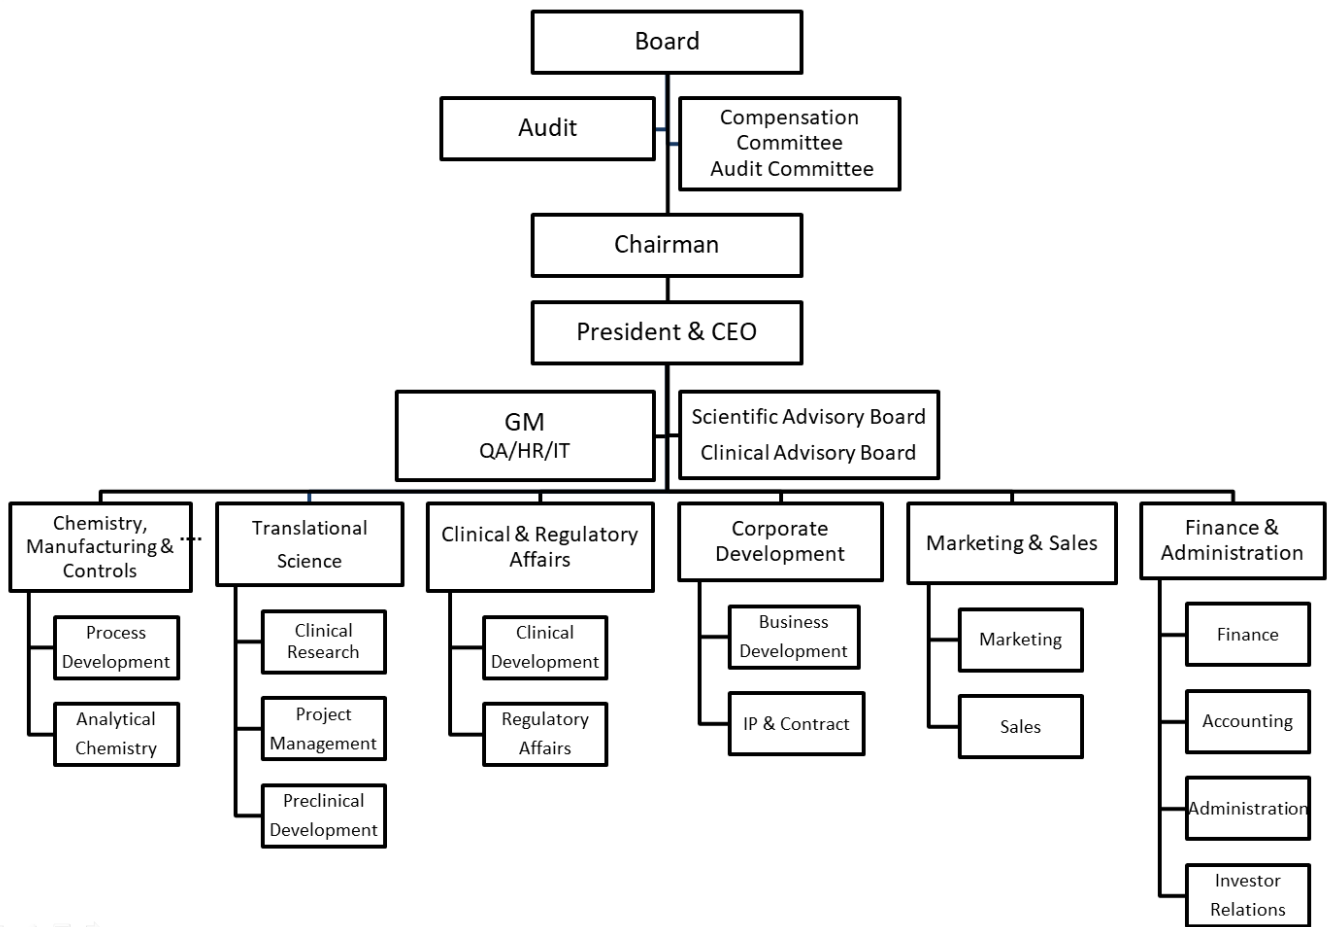 Board
Audit
Compensation
Committee
Audit Committee
Chairman
President & CEO
GM
QA/HR/IT
Scientific Advisory Board
Clinical Advisory Board
Chemistry,
Manufacturing &
Controls
....
Translational
Science
Clinical & Regulatory
Affairs
Corporate
Development
Marketing & Sales
Finance &
Administration
Process
Development
Analytical
Chemistry
Clinical
Research
Project
Management
Preclinical
Development
Clinical
Development
Regulatory
Affairs
Business
Development
IP & Contract
Marketing
Sales
Finance
Accounting
Administration
Investor
Relations